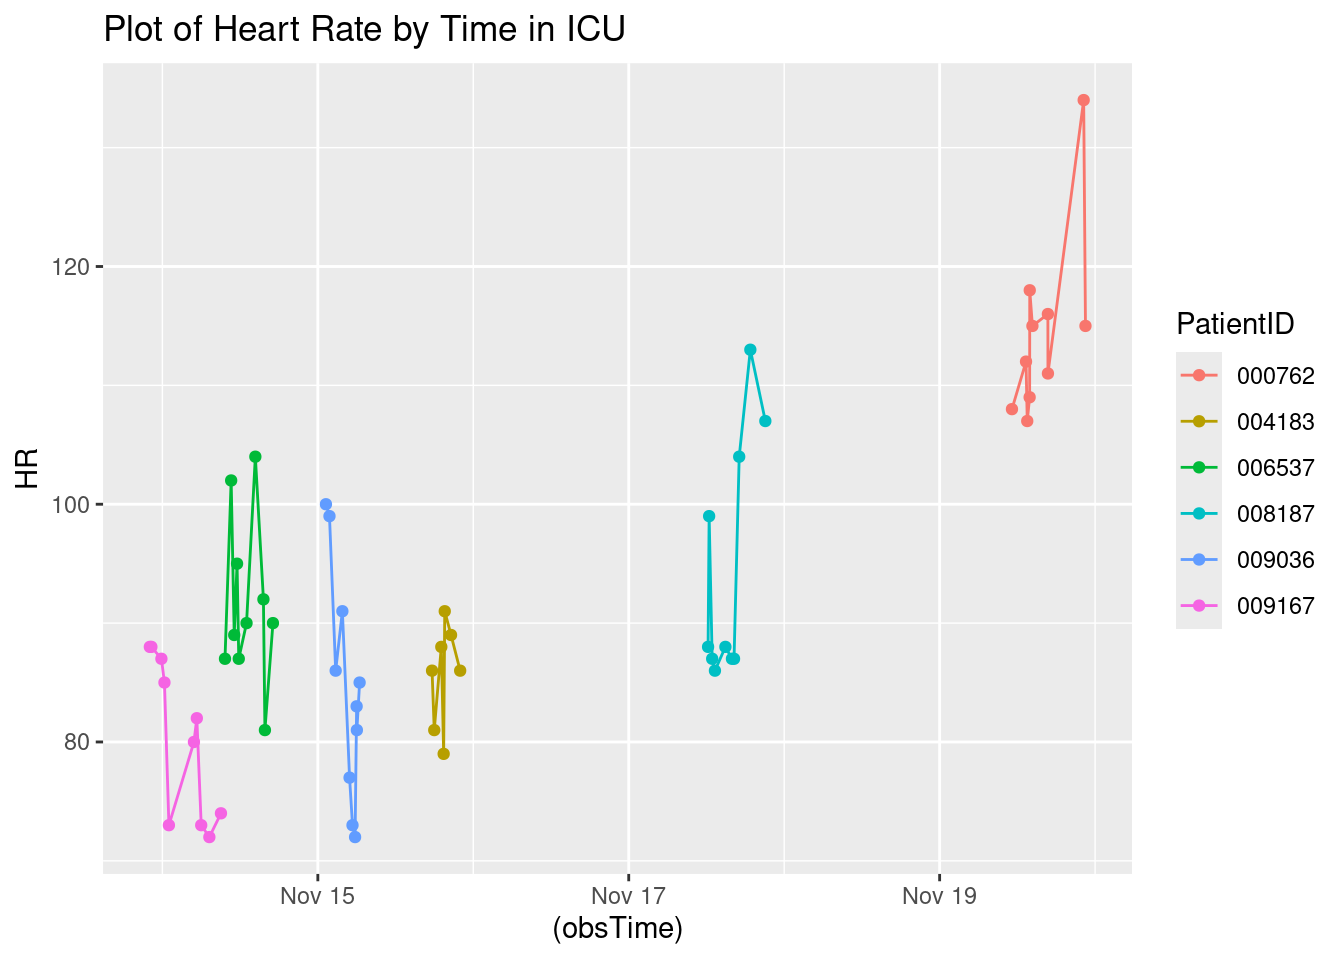 Plot of Heart Rate by Time in ICU
HR
120
100
80
Nov 15
Nov 17
Nov 19
(obsTime)
PatientID
000762
004183
006537
008187
009036
009167